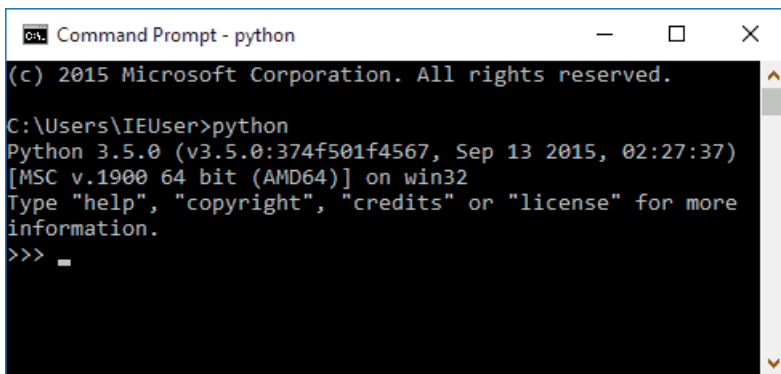 Command Prompt - python
(c) 2015 Microsoft Corporation. All rights reserved.
C:\Users\IEUser>python
Python 3.5.0 (v3.5.0:374f501f4567, Sep 13 2015, 02:27:37)
[MSC v.1900 64 bit (AMD64)] on win32
Type "help", "copyright", "credits" or "license" for more
information.
>>> _